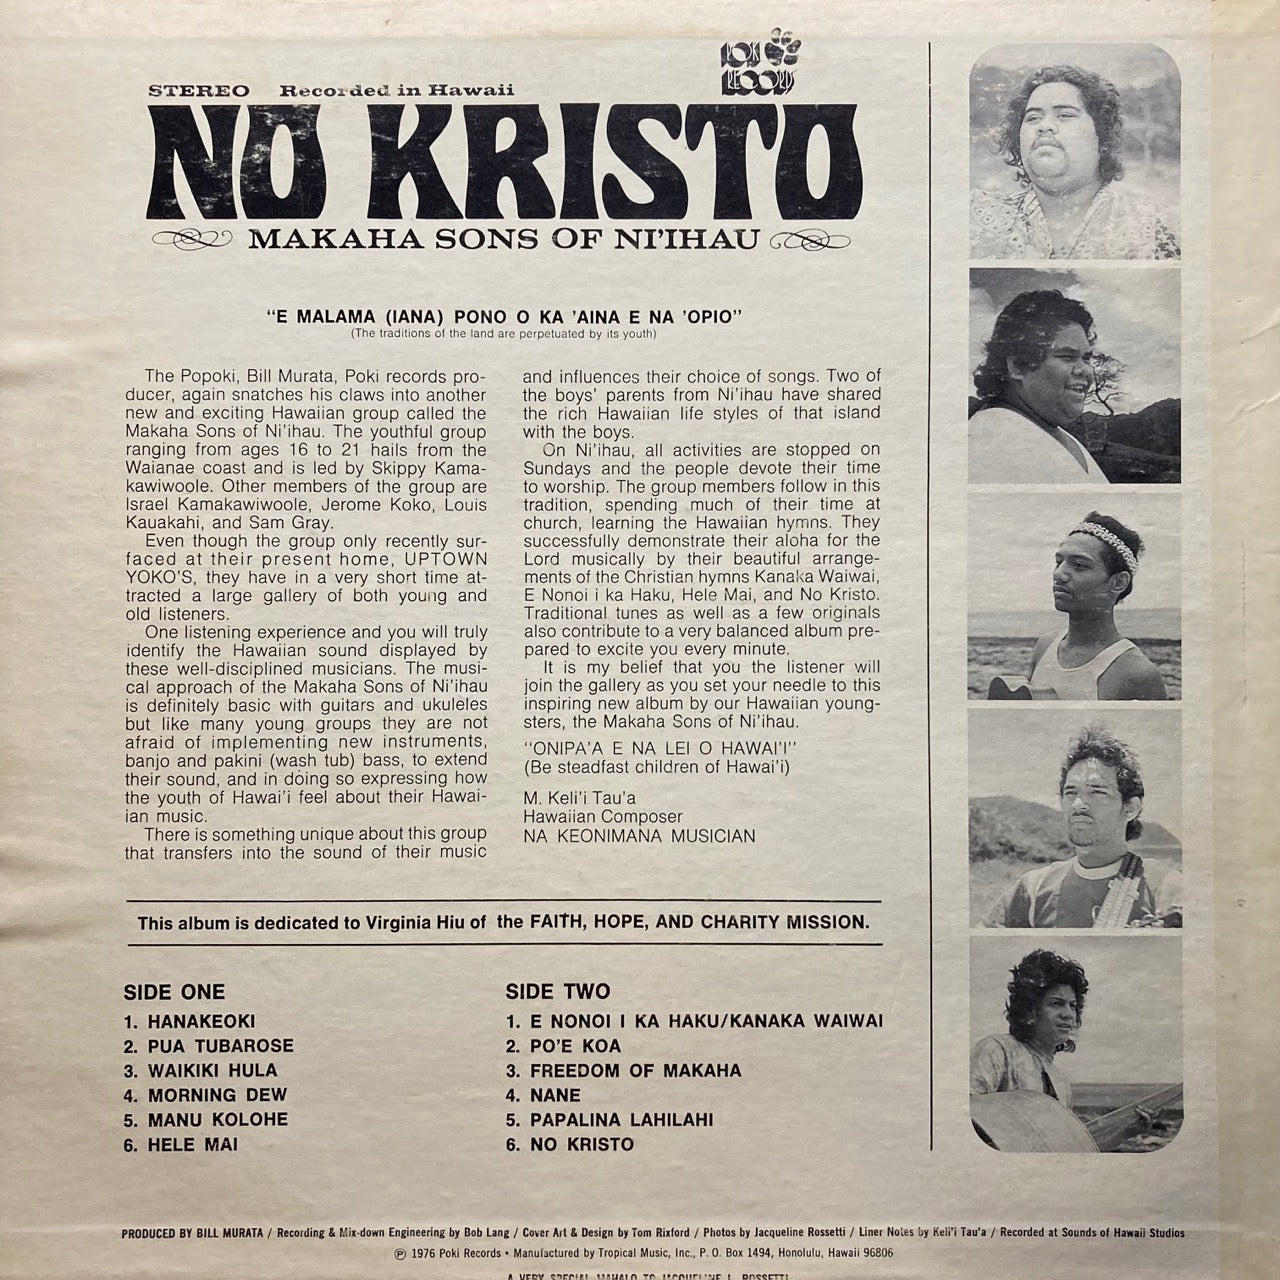 POKI
RECORDS
STEREO Recorded in Hawaii
NO KRISTO
MAKAHA SONS OF NI'IHAU
"E MALAMA (IANA) PONO O KA 'AINA E NA 'OPIO"
(The traditions of the land are perpetuated by its youth)
The Popoki, Bill Murata, Poki records pro-
ducer, again snatches his claws into another
new and exciting Hawaiian group called the
Makaha Sons of Ni'ihau. The youthful group
ranging from ages 16 to 21 hails from the
Waianae coast and is led by Skippy Kama-
kawiwoole. Other members of the group are
Israel Kamakawiwoole, Jerome Koko, Louis
Kauakahi, and Sam Gray.
Even though the group only recently sur-
faced at their present home, UPTOWN
YOKO'S, they have in a very short time at-
tracted a large gallery of both young and
old listeners.
One listening experience and you will truly
identify the Hawaiian sound displayed by
these well-disciplined musicians. The musi-
cal approach of the Makaha Sons of Ni'ihau
is definitely basic with guitars and ukuleles
but like many young groups they are not
afraid of implementing new instruments,
banjo and pakini (wash tub) bass, to extend
their sound, and in doing so expressing how
the youth of Hawai'i feel about their Hawai-
ian music.
There is something unique about this group
that transfers into the sound of their music
and influences their choice of songs. Two of
the boys' parents from Ni'ihau have shared
the rich Hawaiian life styles of that island
with the boys.
On Ni'ihau, all activities are stopped on
Sundays and the people devote their time
to worship. The group members follow in this
tradition, spending much of their time at
church, learning the Hawaiian hymns. They
successfully demonstrate their aloha for the
Lord musically by their beautiful arrange-
ments of the Christian hymns Kanaka Waiwai,
E Nonoi i ka Haku, Hele Mai, and No Kristo.
Traditional tunes as well as a few originals
also contribute to a very balanced album pre-
pared to excite you every minute.
It is my belief that you the listener will
join the gallery as you set your needle to this
inspiring new album by our Hawaiian young-
sters, the Makaha Sons of Ni'ihau.
"ONIPA'A E NA LEI O HAWAI'I"
(Be steadfast children of Hawai'i)
M. Keli'i Tau'a
Hawaiian Composer
NA KEONIMANA MUSICIAN
This album is dedicated to Virginia Hiu of the FAITH, HOPE, AND CHARITY MISSION.
SIDE ONE
1. HANAKEOKI
2. PUA TUBAROSE
3. WAIKIKI HULA
4. MORNING DEW
5. MANU KOLOHE
6. HELE MAI
SIDE TWO
1. E NONOI I KA HAKU/KANAKA WAIWAI
2. PO'E KOA
3. FREEDOM OF MAKAHA
4. NANE
5. PAPALINA LAHILAHI
6. NO KRISTO
PRODUCED BY BILL MURATA / Recording & Mix-down Engineering by Bob Lang / Cover Art & Design by Tom Rixford / Photos by Jacqueline Rossetti / Liner Notes by Keli'i Tau'a / Recorded at Sounds of Hawaii Studios
℗ 1976 Poki Records • Manufactured by Tropical Music, Inc., P. O. Box 1494, Honolulu, Hawaii 96806
A VERY SPECIAL MAHALO TO JACQUELINE L. ROSSETTI